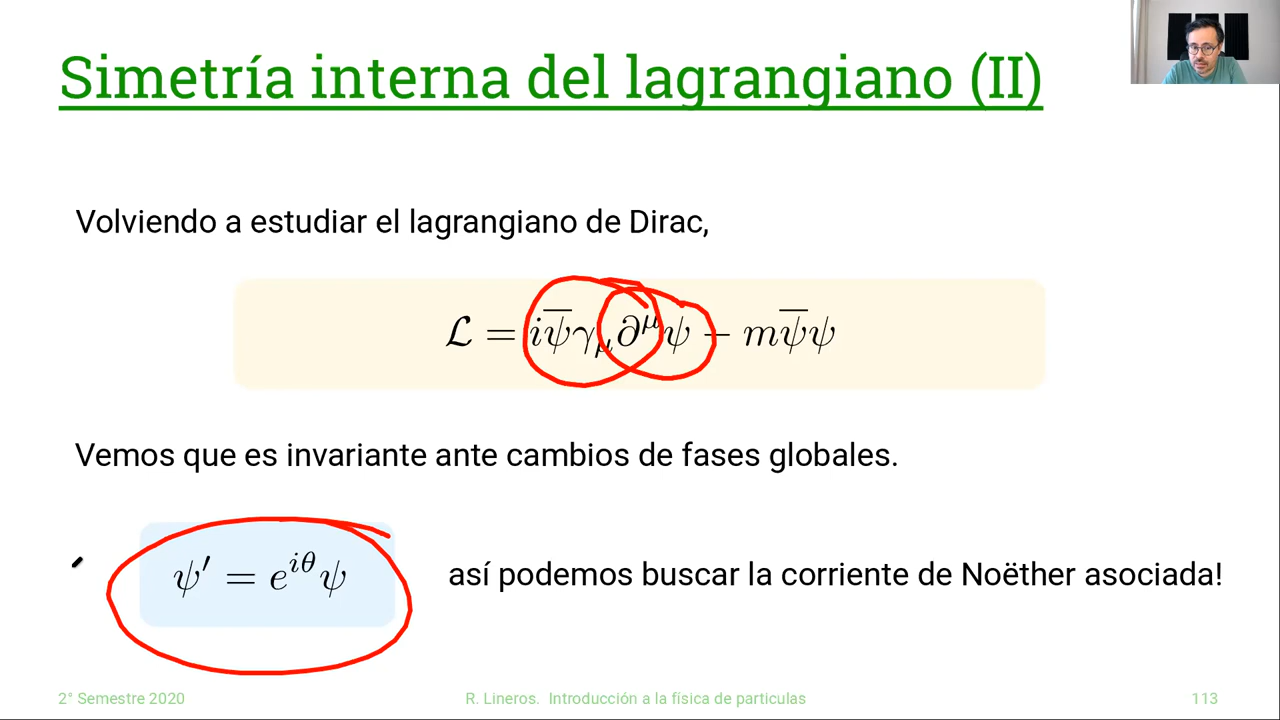 Simetría interna del lagrangiano (II)
Volviendo a estudiar el lagrangiano de Dirac,
ℒ = iψ̅γ_μ∂^μψ − mψ̅ψ
Vemos que es invariante ante cambios de fases globales.
ψ′ = e^{iθ}ψ
así podemos buscar la corriente de Noëther asociada!
2° Semestre 2020
R. Lineros. Introducción a la física de particulas
113